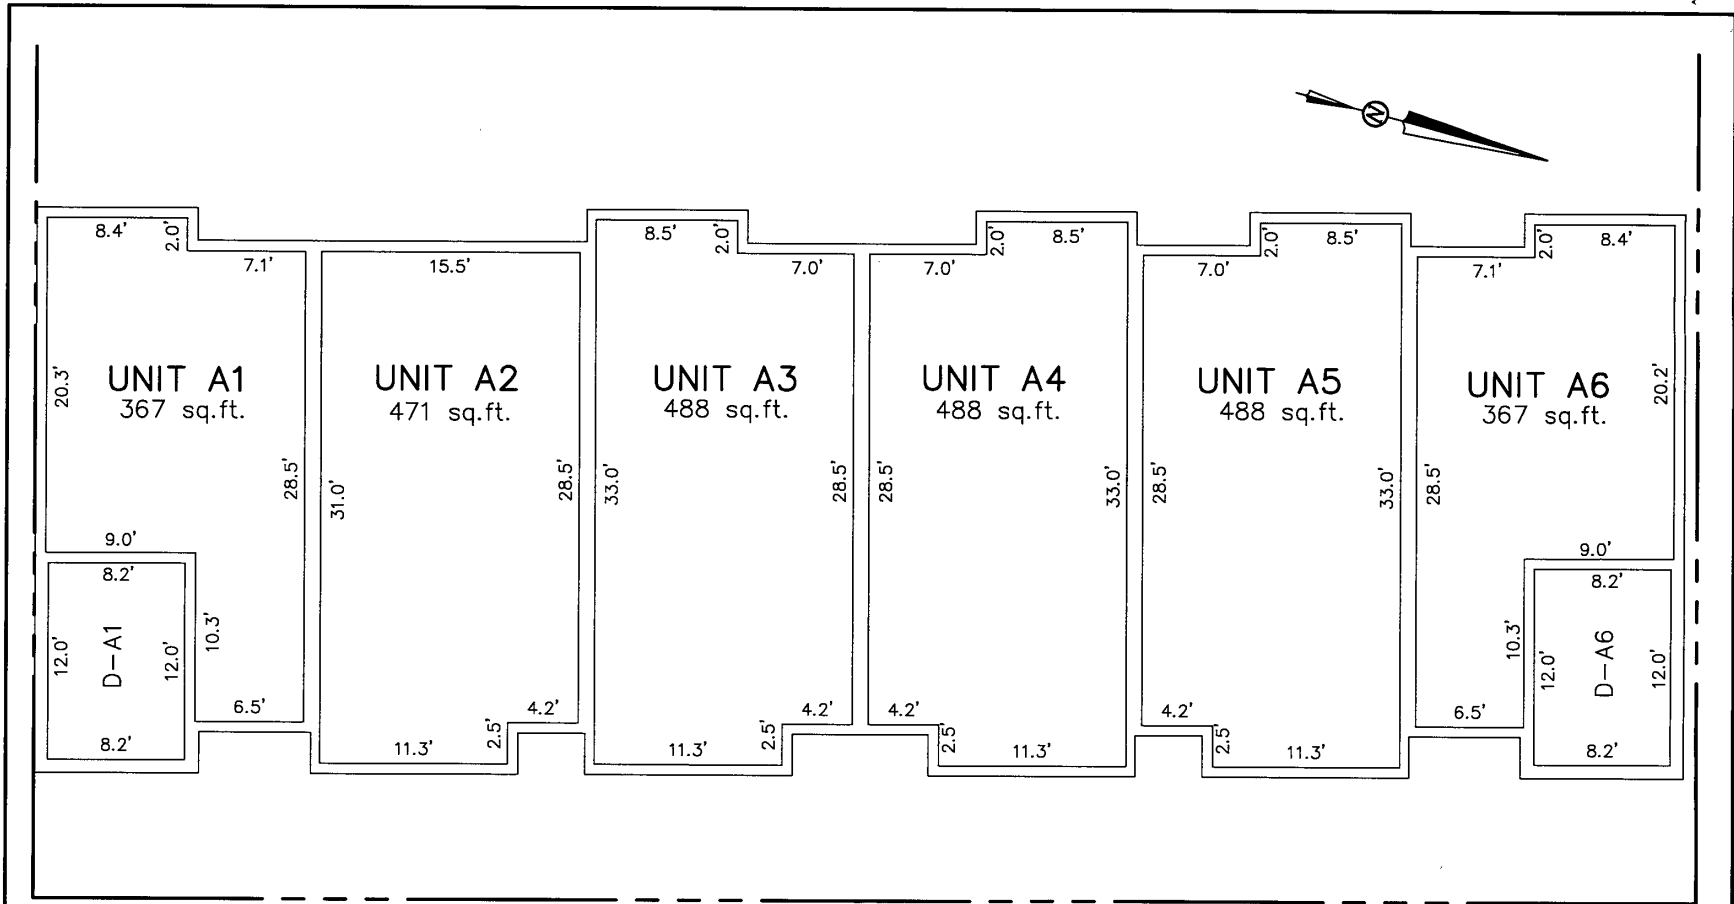 N
8.4' 2.0' 8.5' 2.0' 2.0' 8.5' 2.0' 8.5' 2.0' 8.4'
7.1' 15.5' 7.0' 7.0' 7.0' 7.1'
UNIT A1
367 sq.ft.
UNIT A2
471 sq.ft.
UNIT A3
488 sq.ft.
UNIT A4
488 sq.ft.
UNIT A5
488 sq.ft.
UNIT A6
367 sq.ft.
20.3' 20.2'
28.5' 31.0' 28.5' 33.0' 28.5' 28.5' 33.0' 28.5' 33.0' 28.5'
9.0' 9.0'
8.2' 8.2'
12.0' D-A1 12.0' 10.3' 10.3' 12.0' D-A6 12.0'
6.5' 4.2' 4.2' 4.2' 4.2' 6.5'
8.2' 11.3' 2.5' 11.3' 2.5' 2.5' 11.3' 2.5' 11.3' 8.2'